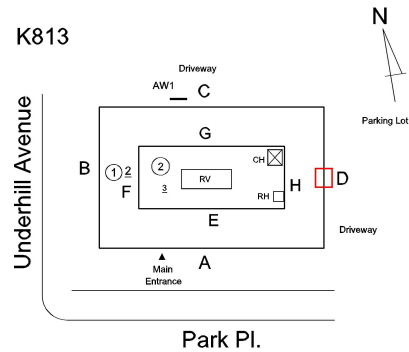 N
K813
Driveway
AW1
C
Parking Lot
G
CH
B
1
2
2
3
RV
D
F
H
RH
E
Driveway
Underhill Avenue
Main
Entrance
A
Park Pl.